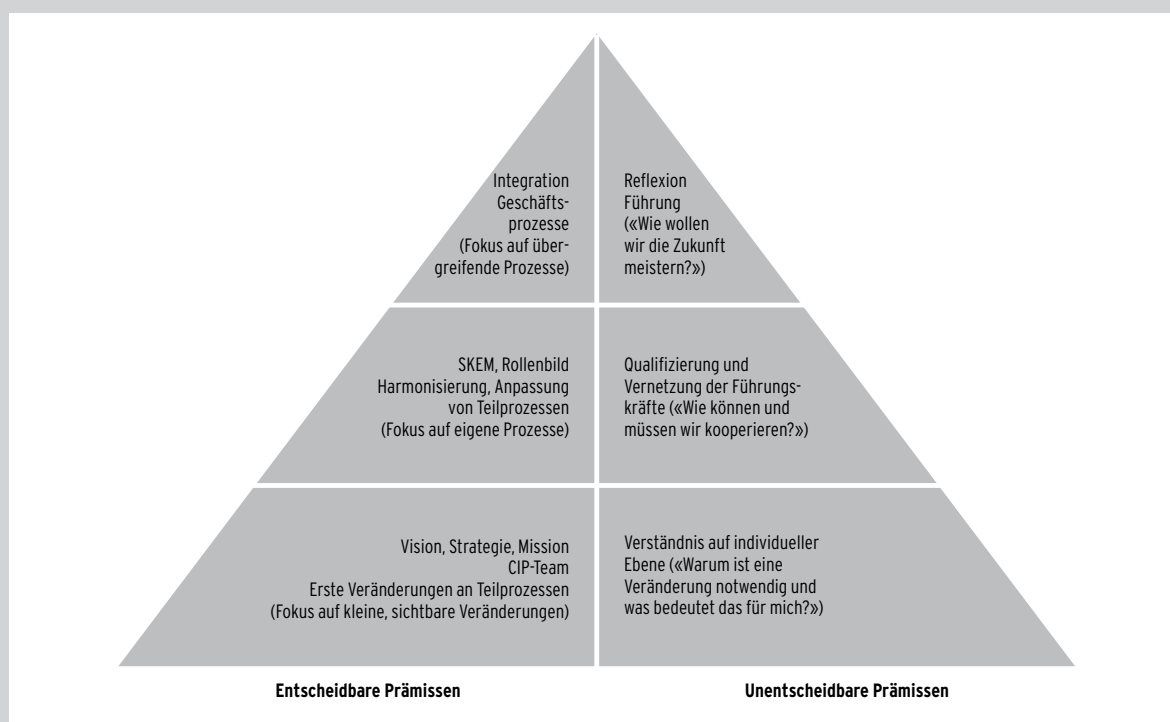 Integration
Geschäfts-
prozesse
(Fokus auf über-
greifende Prozesse)
Reflexion
Führung
(«Wie wollen
wir die Zukunft
meistern?»)
SKEM, Rollenbild
Harmonisierung, Anpassung
von Teilprozessen
(Fokus auf eigene Prozesse)
Qualifizierung und
Vernetzung der Führungs-
kräfte («Wie können und
müssen wir kooperieren?»)
Vision, Strategie, Mission
CIP-Team
Erste Veränderungen an Teilprozessen
(Fokus auf kleine, sichtbare Veränderungen)
Verständnis auf individueller
Ebene («Warum ist eine
Veränderung notwendig und
was bedeutet das für mich?»)
Entscheidbare Prämissen
Unentscheidbare Prämissen